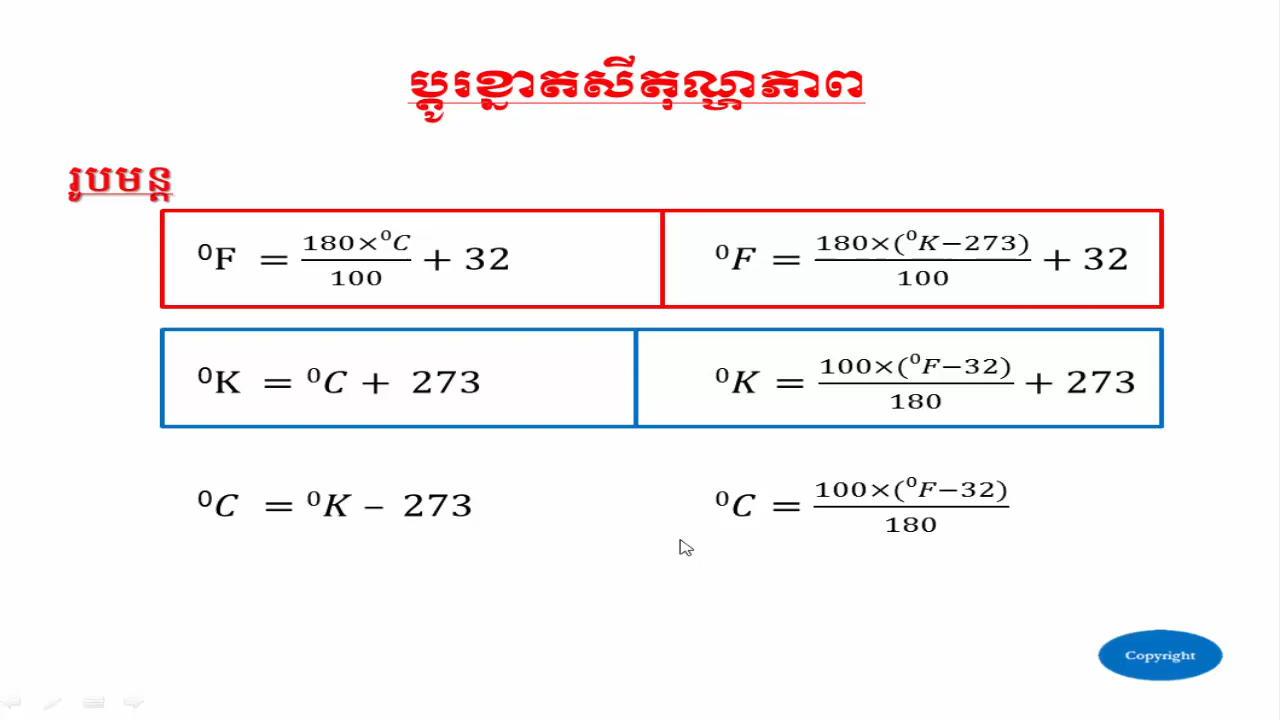 ប្តូរខ្នាតសីតុណ្ហភាព
រូបមន្ត
⁰F = (180×⁰C)/100 + 32
⁰F = (180×(⁰K−273))/100 + 32
⁰K = ⁰C + 273
⁰K = (100×(⁰F−32))/180 + 273
⁰C = ⁰K – 273
⁰C = (100×(⁰F−32))/180
Copyright